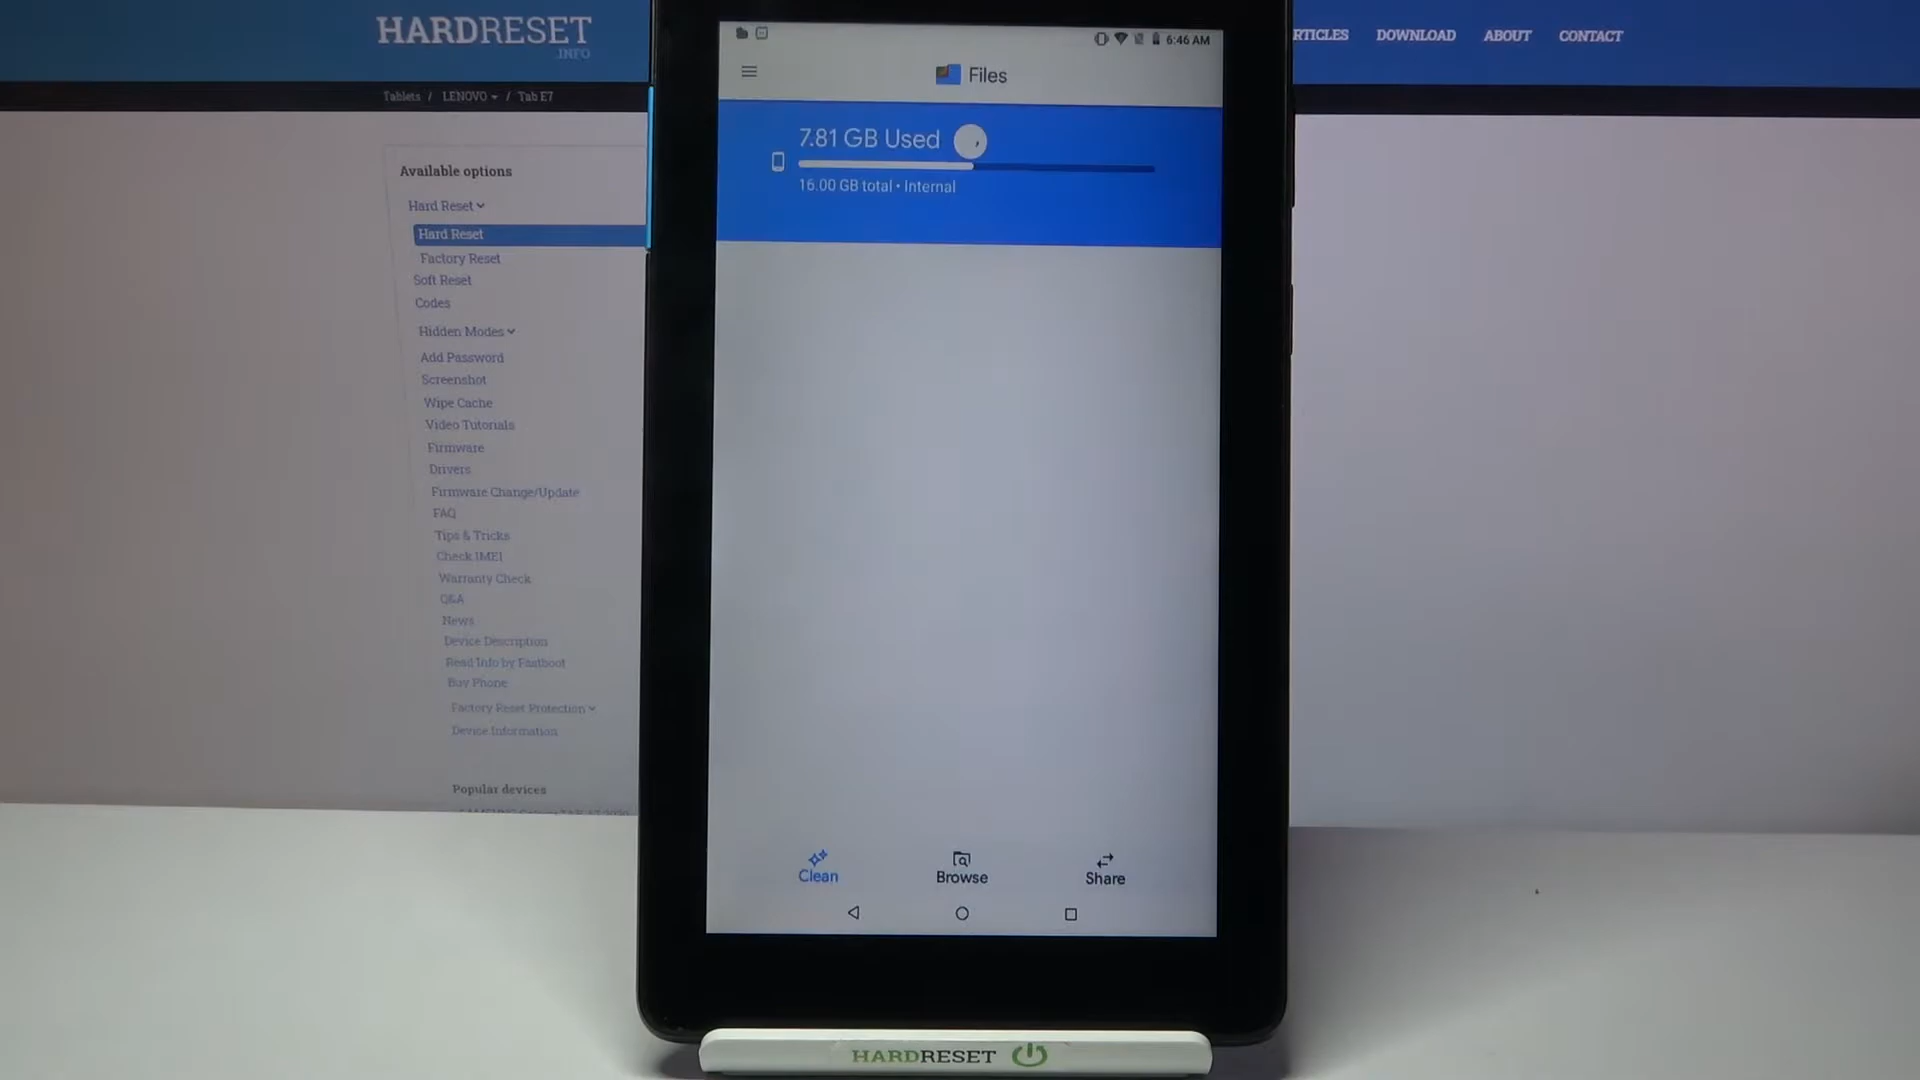 HARDRESET
.INFO
RTICLES DOWNLOAD ABOUT CONTACT
Tablets / LENOVO / Tab E7
Available options
Hard Reset
Hard Reset
Factory Reset
Soft Reset
Codes
Hidden Modes
Add Password
Screenshot
Wipe Cache
Video Tutorials
Firmware
Drivers
Firmware Change/Update
FAQ
Tips & Tricks
Check IMEI
Warranty Check
Q&A
News
Device Description
Read Info by Fastboot
Buy Phone
Factory Reset Protection
Device Information
Popular devices
6:46 AM
Files
7.81 GB Used
16.00 GB total • Internal
Clean Browse Share
HARDRESET